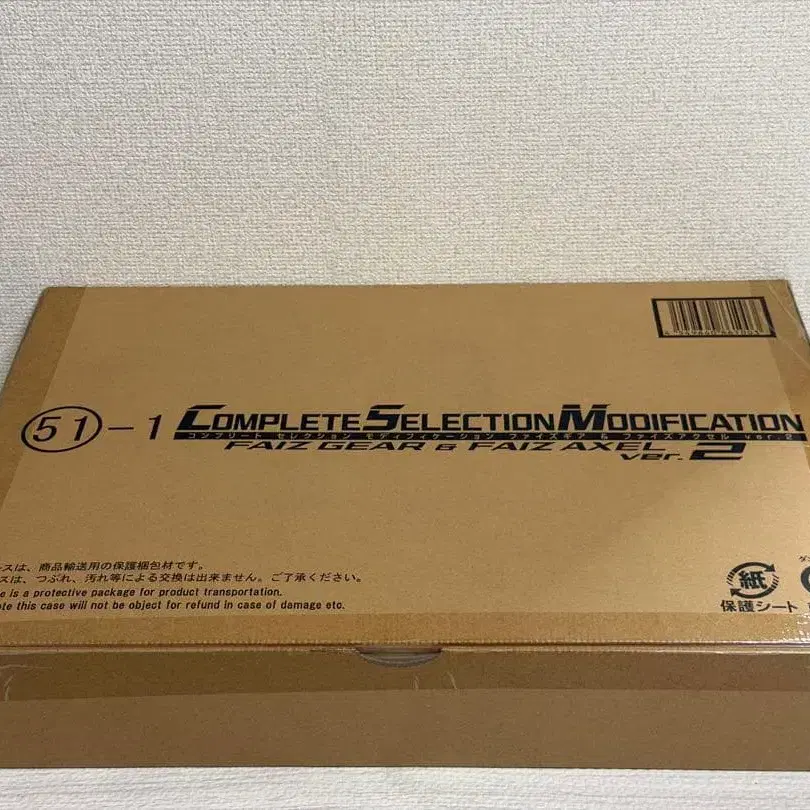 51-1 COMPLETE SELECTION MODIFICATION
コンプリート セレクション モディフィケーション ファイズギア & ファイズアクセル ver.2
FAIZ GEAR & FAIZ AXEL
ver.2
ースは、商品輸送用の保護梱包材です。
スは、つぶれ、汚れ等による交換は出来ません。ご了承ください。
e is a protective package for product transportation.
te this case will not be object for refund in case of damage etc.
紙
保護シート